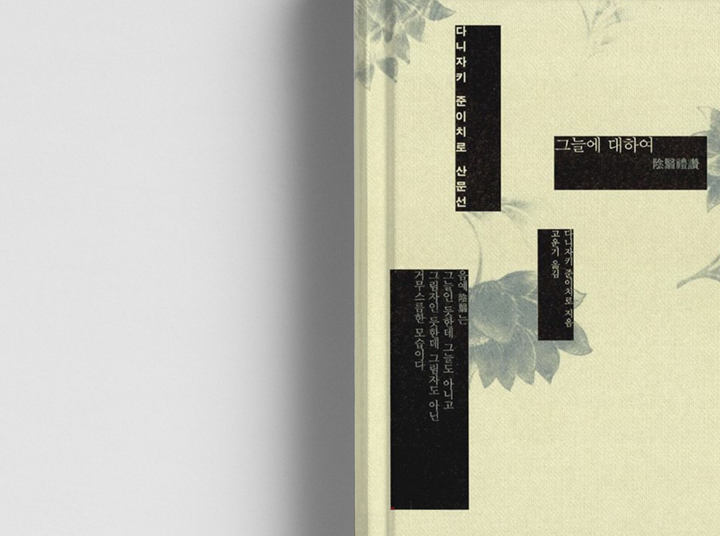 다니자키 준이치로 산문선
그늘에 대하여
陰翳禮讚
다니자키 준이치로 지음
고운기 옮김
음예陰翳는
그늘인 듯한데 그늘도 아니고
그림자인 듯한데 그림자도 아닌
거무스름한 모습이다